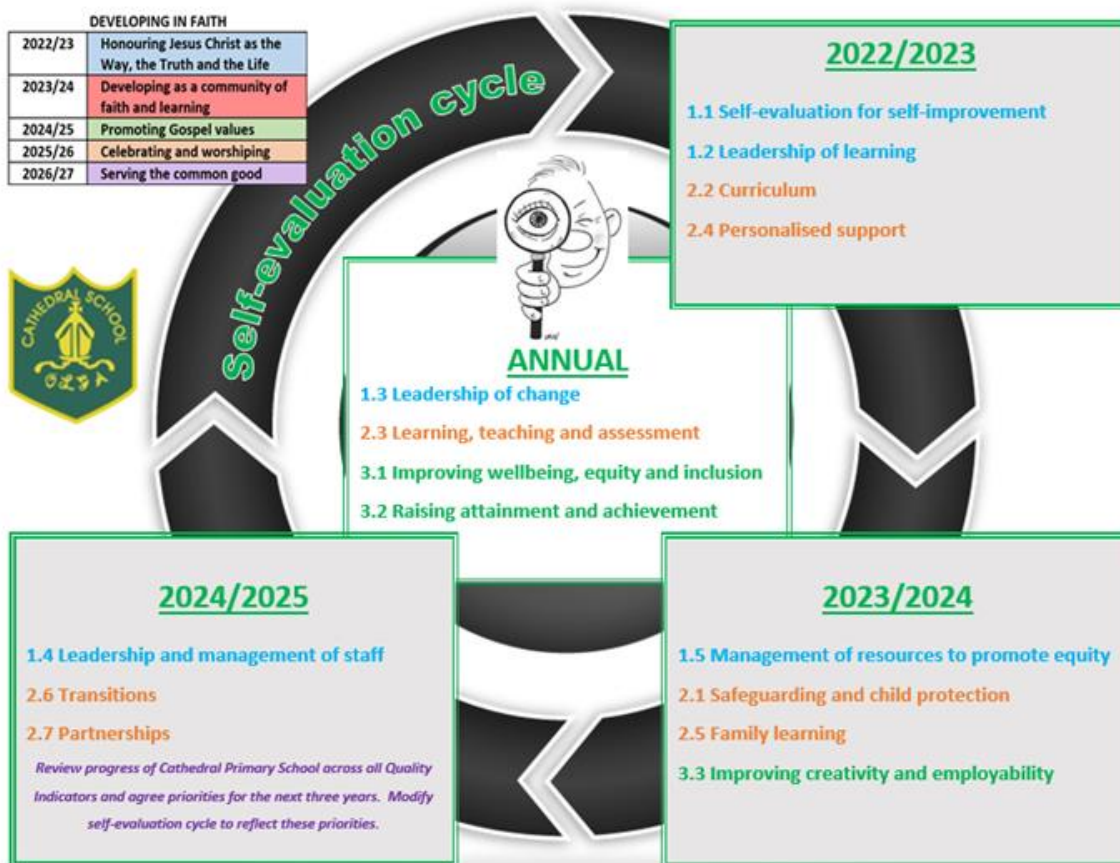 DEVELOPING IN FAITH
2022/23 Honouring Jesus Christ as the
Way, the Truth and the Life
2023/24 Developing as a community of
faith and learning
2024/25 Promoting Gospel values
2025/26 Celebrating and worshiping
2026/27 Serving the common good
Self-evaluation cycle
CATHEDRAL SCHOOL
2022/2023
1.1 Self-evaluation for self-improvement
1.2 Leadership of learning
2.2 Curriculum
2.4 Personalised support
ANNUAL
1.3 Leadership of change
2.3 Learning, teaching and assessment
3.1 Improving wellbeing, equity and inclusion
3.2 Raising attainment and achievement
2024/2025
1.4 Leadership and management of staff
2.6 Transitions
2.7 Partnerships
Review progress of Cathedral Primary School across all Quality
Indicators and agree priorities for the next three years. Modify
self-evaluation cycle to reflect these priorities.
2023/2024
1.5 Management of resources to promote equity
2.1 Safeguarding and child protection
2.5 Family learning
3.3 Improving creativity and employability